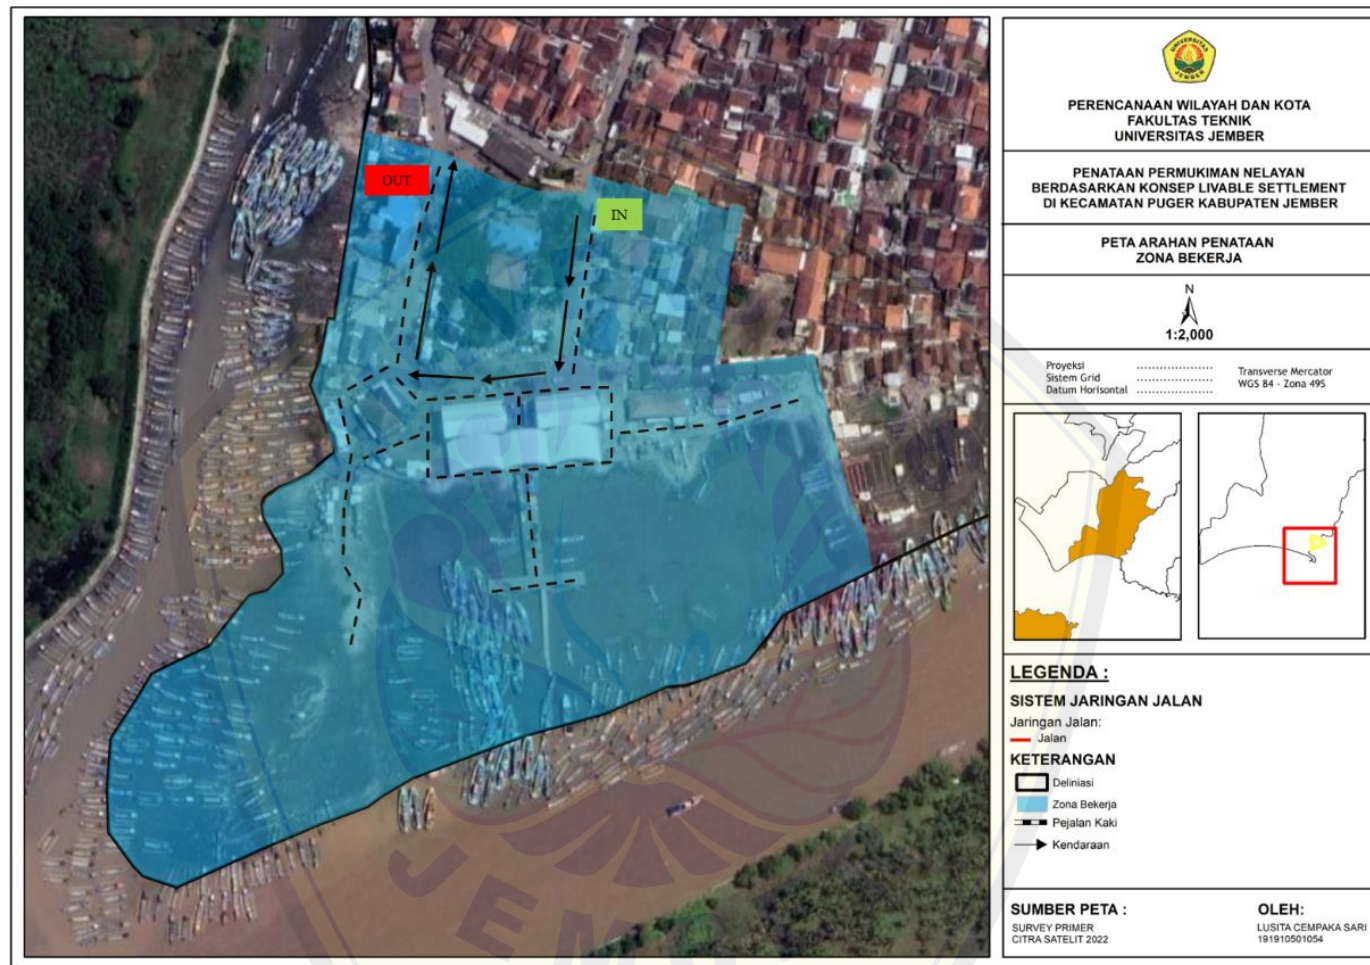 OUT
IN
UNIVERSITAS
JEMBER
PERENCANAAN WILAYAH DAN KOTA
FAKULTAS TEKNIK
UNIVERSITAS JEMBER
PENATAAN PERMUKIMAN NELAYAN
BERDASARKAN KONSEP LIVABLE SETTLEMENT
DI KECAMATAN PUGER KABUPATEN JEMBER
PETA ARAHAN PENATAAN
ZONA BEKERJA
N
1:2,000
Proyeksi ..................... Transverse Mercator
Sistem Grid ..................... WGS 84 - Zona 49S
Datum Horisontal .....................
LEGENDA :
SISTEM JARINGAN JALAN
Jaringan Jalan:
Jalan
KETERANGAN
Deliniasi
Zona Bekerja
Pejalan Kaki
Kendaraan
SUMBER PETA :
SURVEY PRIMER
CITRA SATELIT 2022
OLEH:
LUSITA CEMPAKA SARI
191910501054
JEMBER